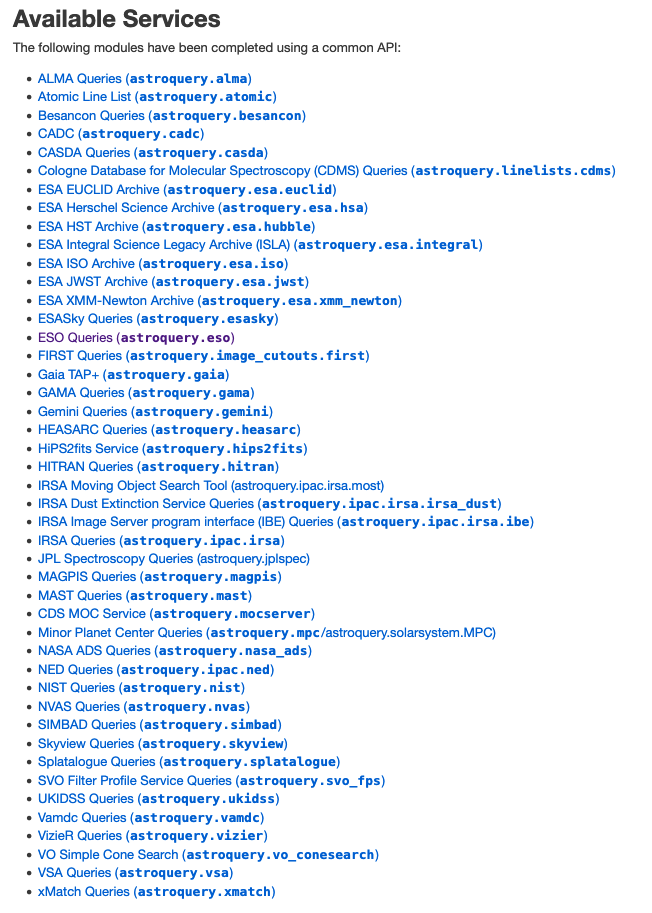 Available Services
The following modules have been completed using a common API:
• ALMA Queries (astroquery.alma)
• Atomic Line List (astroquery.atomic)
• Besancon Queries (astroquery.besancon)
• CADC (astroquery.cadc)
• CASDA Queries (astroquery.casda)
• Cologne Database for Molecular Spectroscopy (CDMS) Queries (astroquery.linelists.cdms)
• ESA EUCLID Archive (astroquery.esa.euclid)
• ESA Herschel Science Archive (astroquery.esa.hsa)
• ESA HST Archive (astroquery.esa.hubble)
• ESA Integral Science Legacy Archive (ISLA) (astroquery.esa.integral)
• ESA ISO Archive (astroquery.esa.iso)
• ESA JWST Archive (astroquery.esa.jwst)
• ESA XMM-Newton Archive (astroquery.esa.xmm_newton)
• ESASky Queries (astroquery.esasky)
• ESO Queries (astroquery.eso)
• FIRST Queries (astroquery.image_cutouts.first)
• Gaia TAP+ (astroquery.gaia)
• GAMA Queries (astroquery.gama)
• Gemini Queries (astroquery.gemini)
• HEASARC Queries (astroquery.heasarc)
• HiPS2fits Service (astroquery.hips2fits)
• HITRAN Queries (astroquery.hitran)
• IRSA Moving Object Search Tool (astroquery.ipac.irsa.most)
• IRSA Dust Extinction Service Queries (astroquery.ipac.irsa.irsa_dust)
• IRSA Image Server program interface (IBE) Queries (astroquery.ipac.irsa.ibe)
• IRSA Queries (astroquery.ipac.irsa)
• JPL Spectroscopy Queries (astroquery.jplspec)
• MAGPIS Queries (astroquery.magpis)
• MAST Queries (astroquery.mast)
• CDS MOC Service (astroquery.mocserver)
• Minor Planet Center Queries (astroquery.mpc/astroquery.solarsystem.MPC)
• NASA ADS Queries (astroquery.nasa_ads)
• NED Queries (astroquery.ipac.ned)
• NIST Queries (astroquery.nist)
• NVAS Queries (astroquery.nvas)
• SIMBAD Queries (astroquery.simbad)
• Skyview Queries (astroquery.skyview)
• Splatalogue Queries (astroquery.splatalogue)
• SVO Filter Profile Service Queries (astroquery.svo_fps)
• UKIDSS Queries (astroquery.ukidss)
• Vamdc Queries (astroquery.vamdc)
• VizieR Queries (astroquery.vizier)
• VO Simple Cone Search (astroquery.vo_conesearch)
• VSA Queries (astroquery.vsa)
• xMatch Queries (astroquery.xmatch)